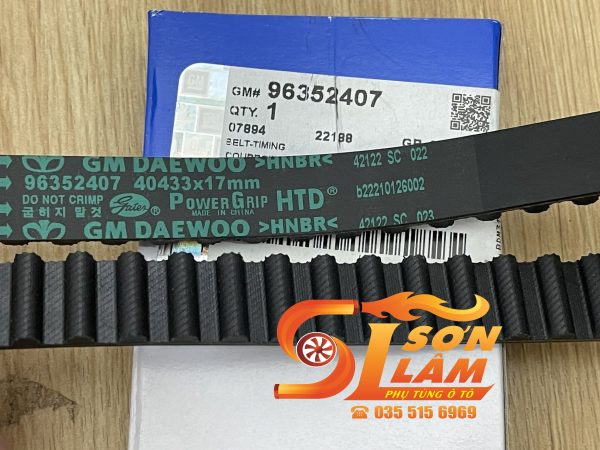 GM# 96352407
QTY. 1
07894 22188
BELT-TIMING
GM DAEWOO >HNBR< 42122 SC 022
96352407 40433x17mm
DO NOT CRIMP
굽히지 말것
Gates
POWERGRIP HTD®
MADE IN CHINA
b22210126002
GM DAEWOO >HNBR< 42122 SC 023
SL SƠN LÂM
PHỤ TÙNG Ô TÔ
☎ 035 515 6969